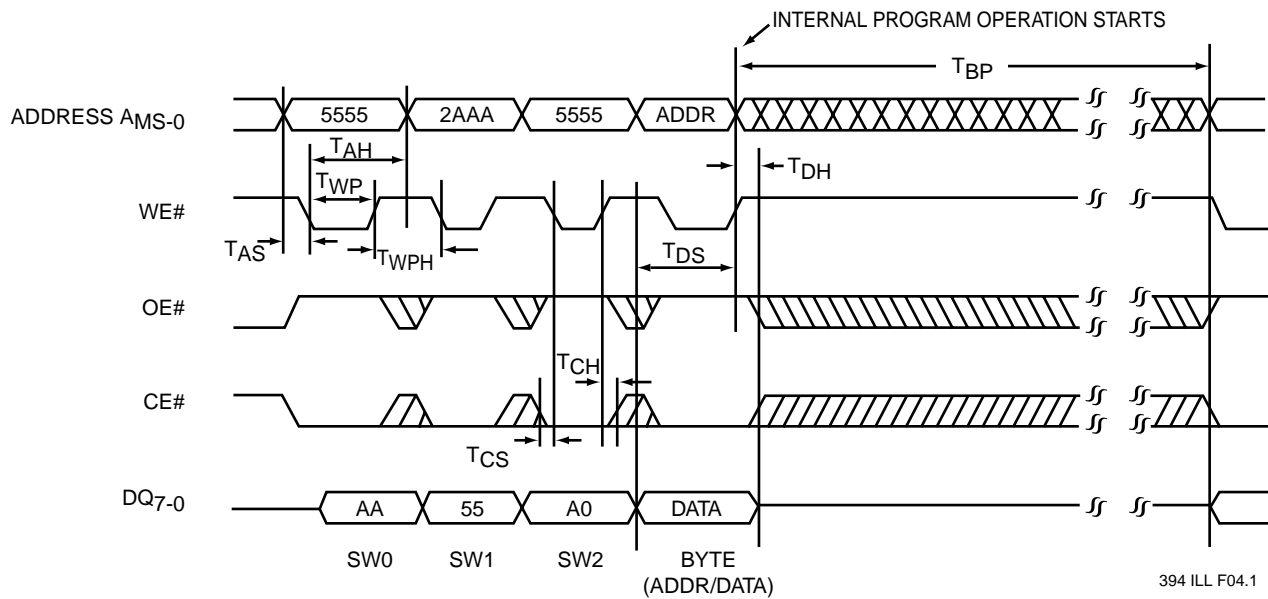 INTERNAL PROGRAM OPERATION STARTS
TBP
ADDRESS AMS-0
5555
2AAA
5555
ADDR
TAH
TDH
TWP
WE#
TAS
TWPH
TDS
OE#
TCH
CE#
TCS
DQ7-0
AA
55
A0
DATA
SW0
SW1
SW2
BYTE
(ADDR/DATA)
394 ILL F04.1